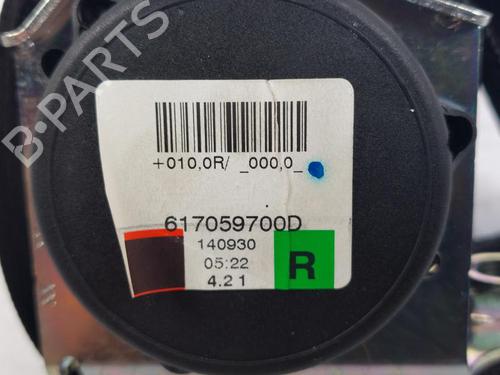 B-PARTS
+010,0R/ _000,0_
617059700D
140930
05:22
4.2 1
R